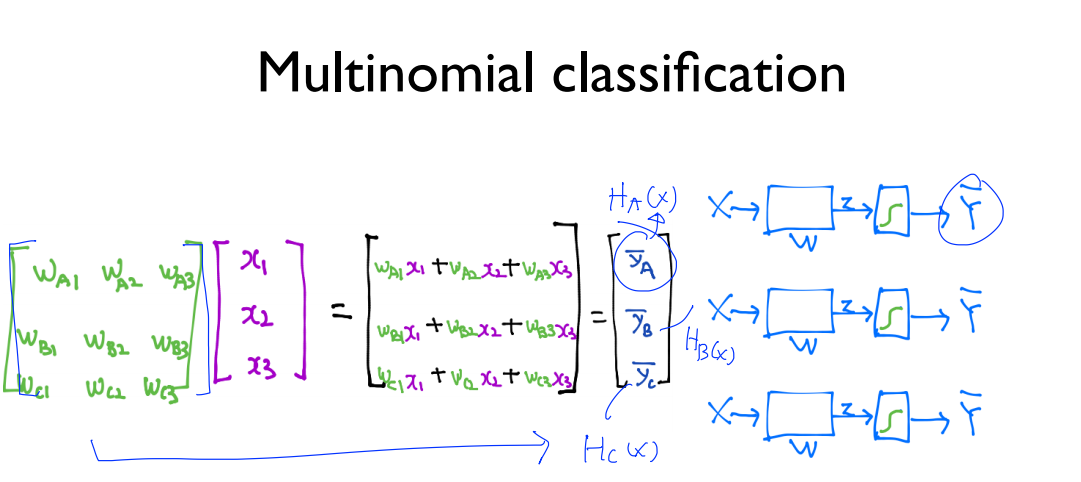 Multinomial classification
H_A(x)
X → z → S → Ȳ
W
w_A1 w_A2 w_A3
w_B1 w_B2 w_B3
w_C1 w_C2 w_C3
x_1
x_2
x_3
=
w_A1x_1 + w_A2x_2 + w_A3x_3
w_B1x_1 + w_B2x_2 + w_B3x_3
w_C1x_1 + w_C2x_2 + w_C3x_3
=
ȳ_A
ȳ_B
ȳ_C
H_B(x)
H_C(x)
X → z → S → Ȳ
W
X → z → S → Ȳ
W